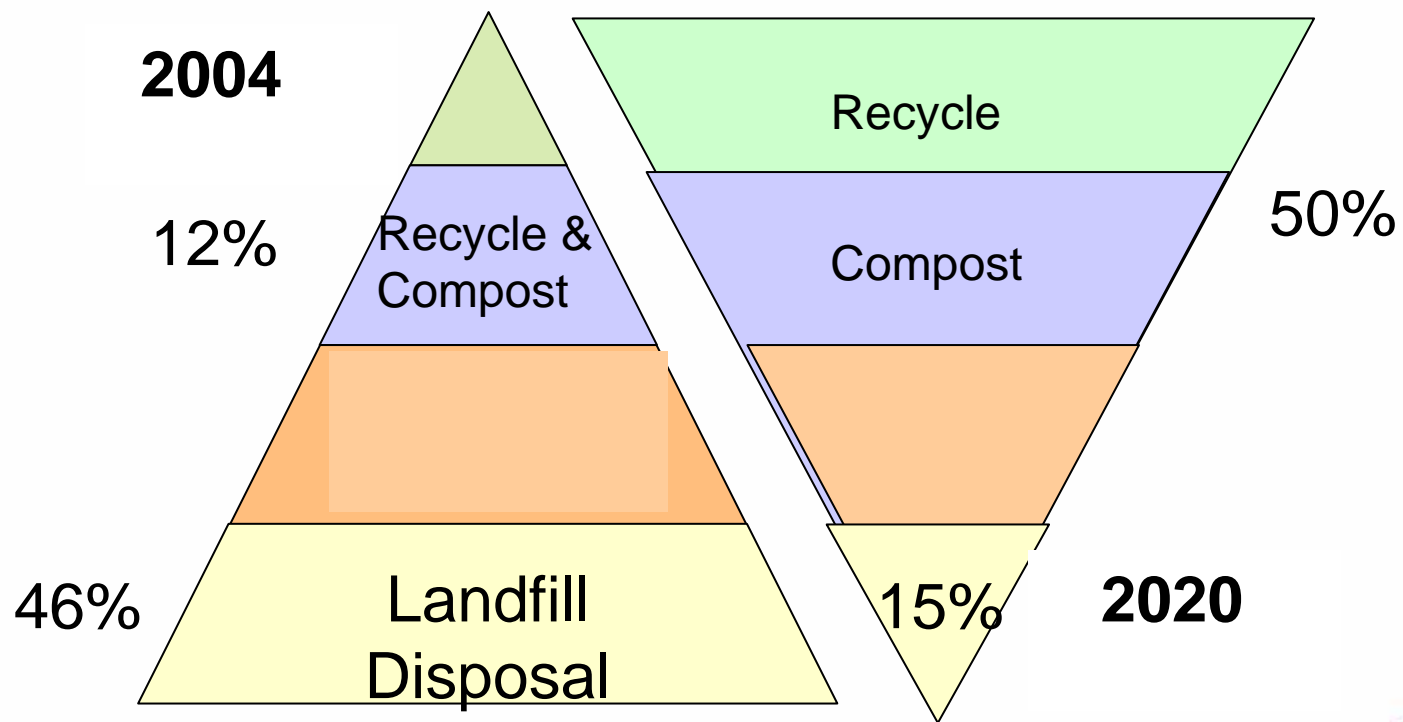 2004
12%
Recycle &
Compost
46%
Landfill
Disposal
Recycle
50%
Compost
15%
2020